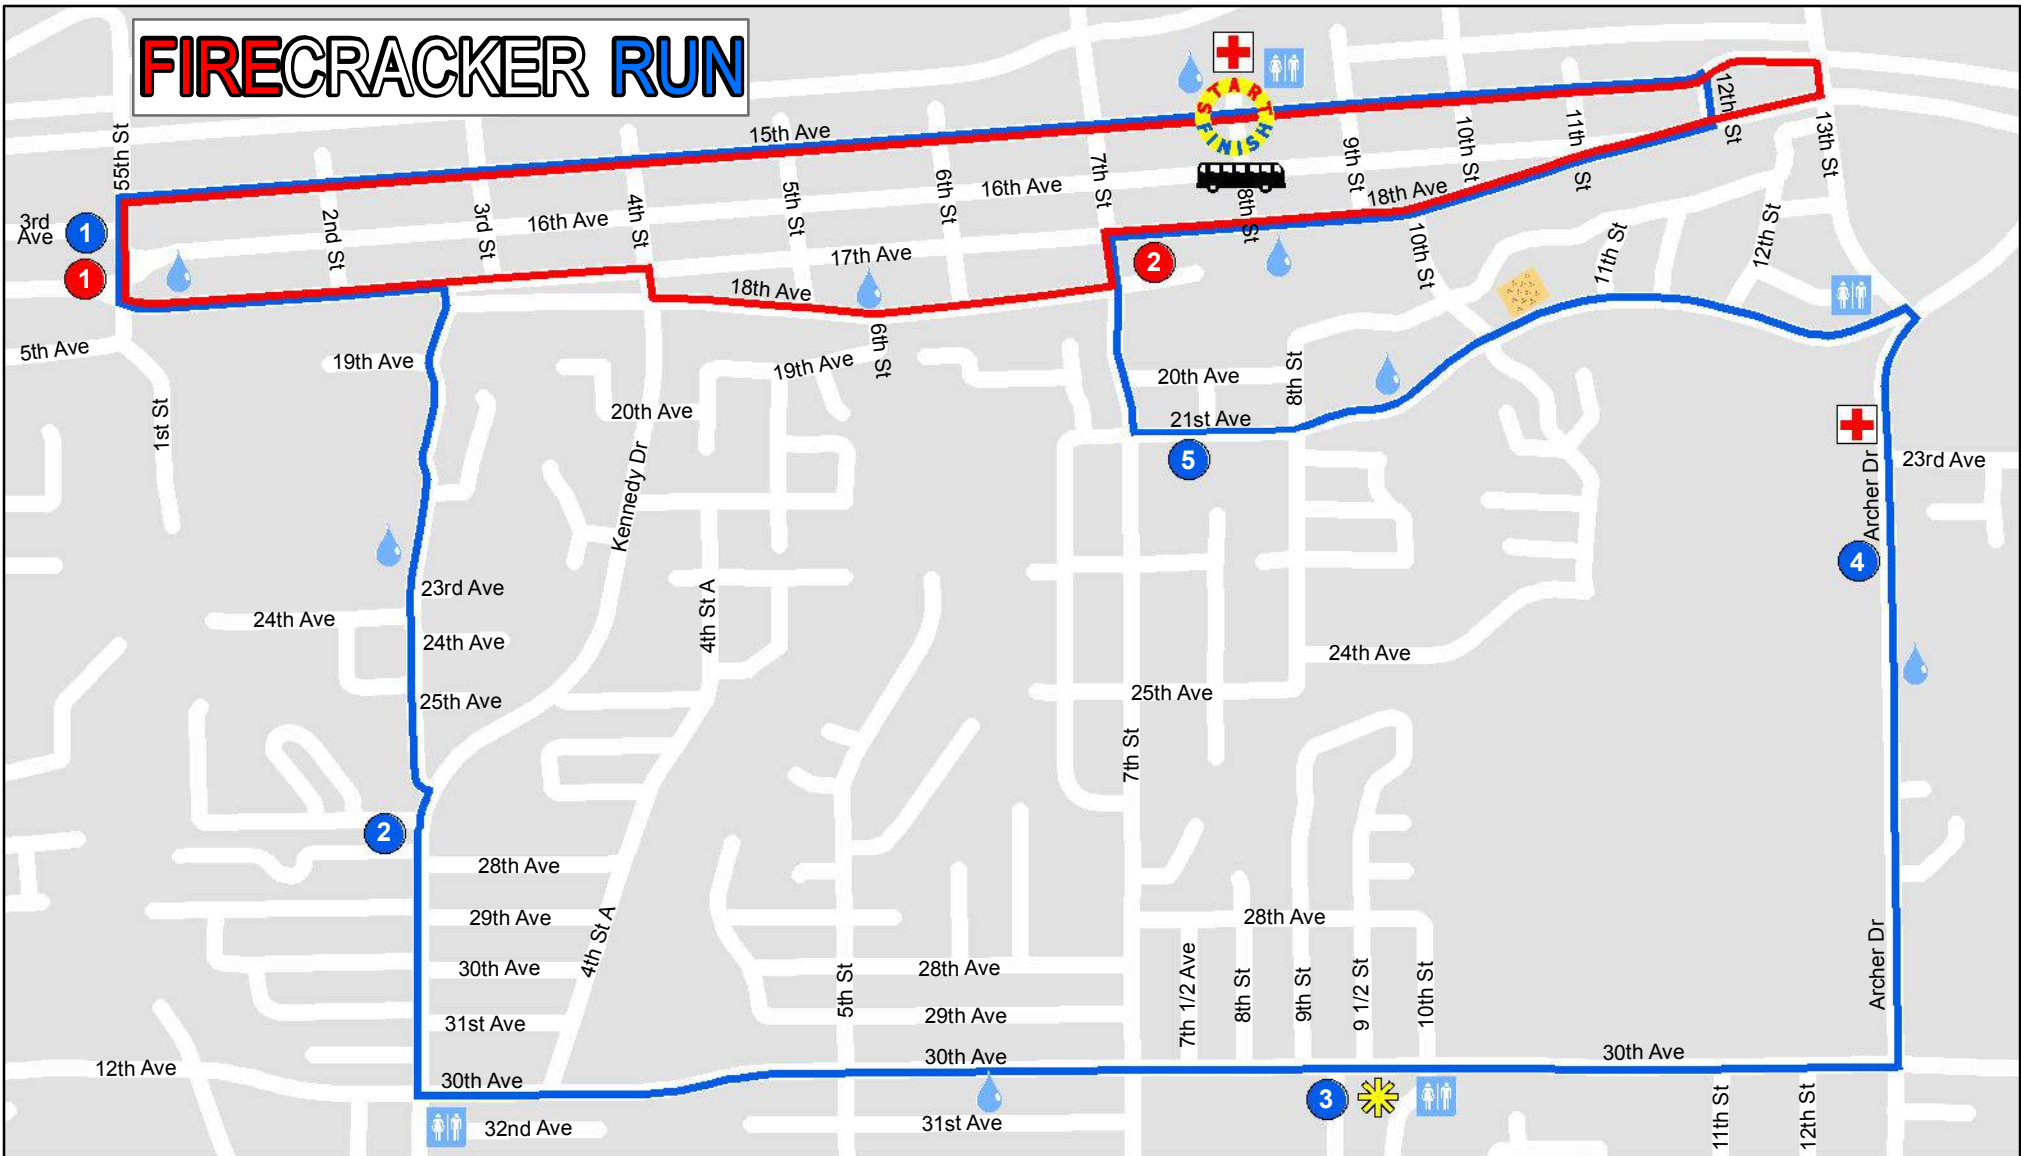 FIRECRACKER RUN
START
FINISH
55th St
15th Ave
12th St
13th St
3rd
Ave
1
1
2nd St
3rd St
4th St
5th St
6th St
7th St
8th St
9th St
10th St
11th
St
16th Ave
16th Ave
17th Ave
18th Ave
18th Ave
2
10th St
11th St
12th St
5th Ave
19th Ave
19th Ave
6th St
20th Ave
20th Ave
8th St
21st Ave
5
1st St
Kennedy Dr
23rd Ave
Archer Dr
4
23rd Ave
24th Ave
24th Ave
4th St A
24th Ave
25th Ave
25th Ave
7th St
2
28th Ave
29th Ave
28th Ave
4th St A
30th Ave
28th Ave
5th St
7th 1/2 Ave
8th St
9th St
9 1/2 St
10th St
Archer Dr
31st Ave
29th Ave
12th Ave
30th Ave
30th Ave
30th Ave
3
32nd Ave
31st Ave
11th St
12th St